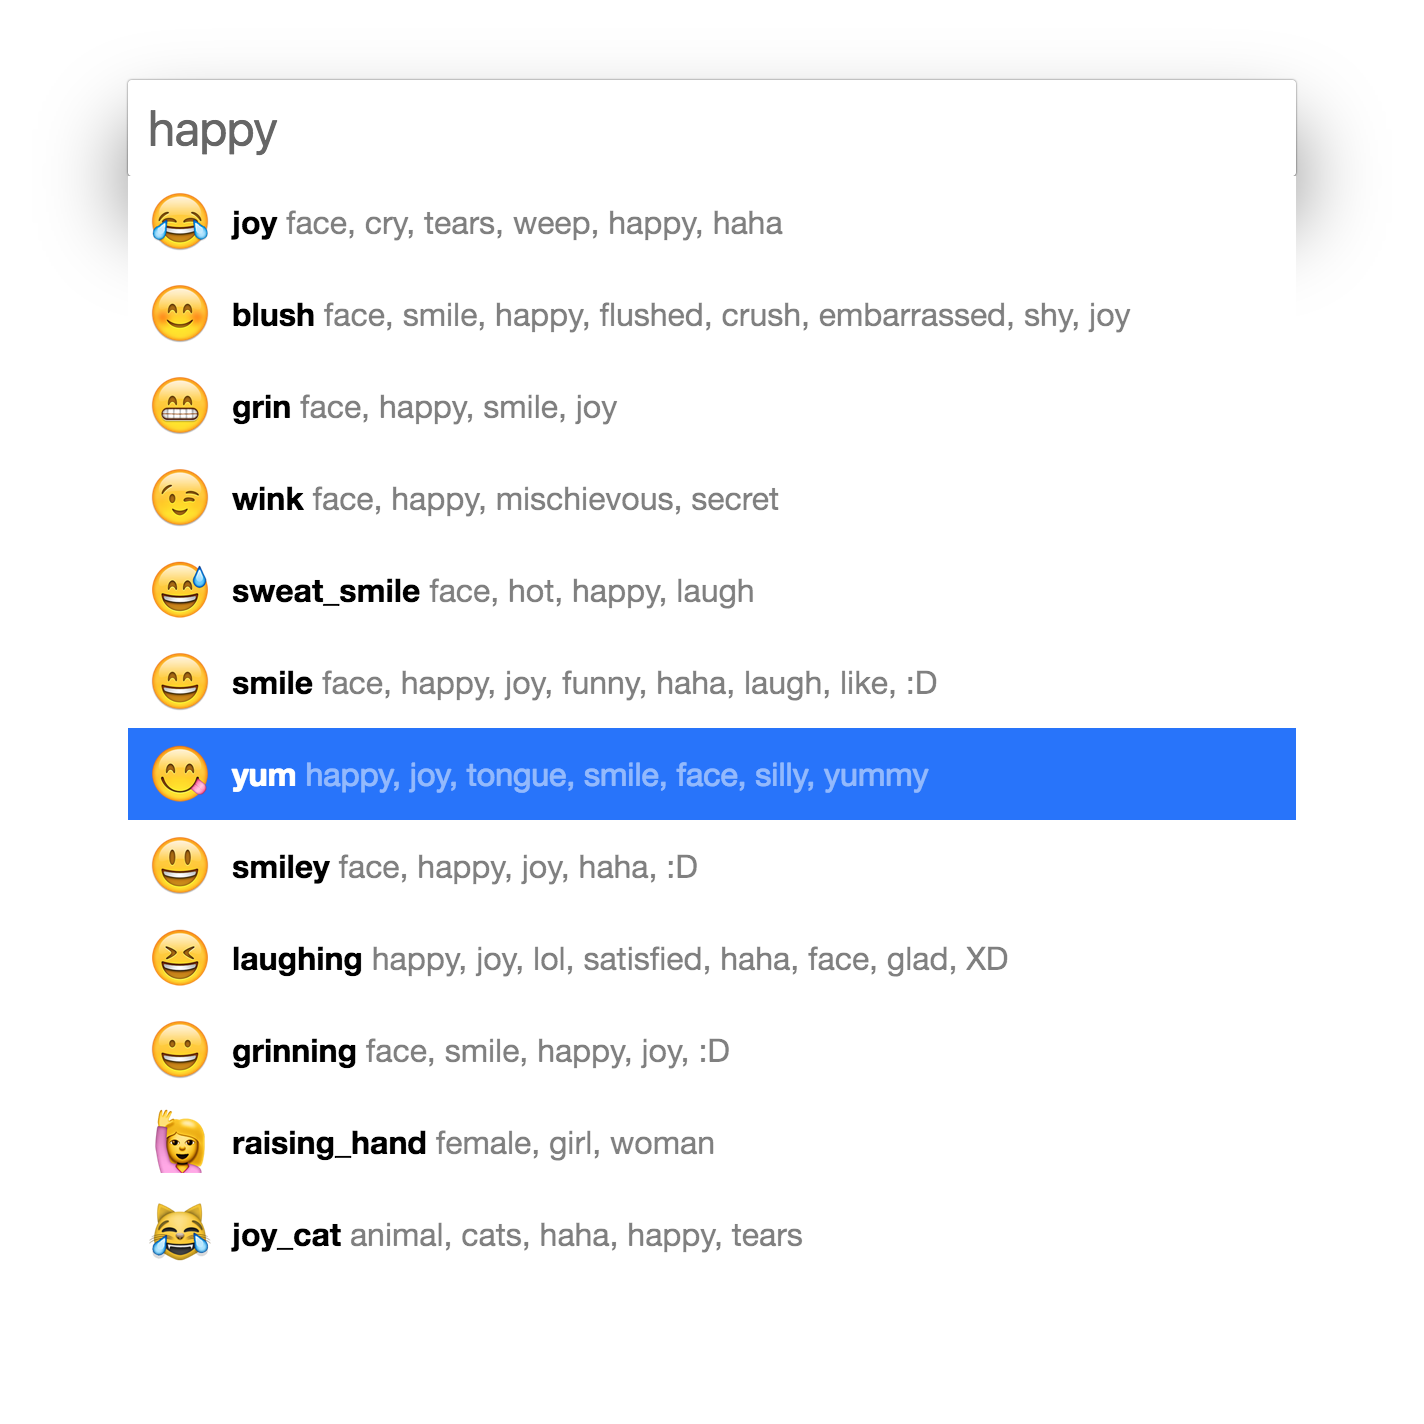 happy
joy face, cry, tears, weep, happy, haha
blush face, smile, happy, flushed, crush, embarrassed, shy, joy
grin face, happy, smile, joy
wink face, happy, mischievous, secret
sweat_smile face, hot, happy, laugh
smile face, happy, joy, funny, haha, laugh, like, :D
yum happy, joy, tongue, smile, face, silly, yummy
smiley face, happy, joy, haha, :D
laughing happy, joy, lol, satisfied, haha, face, glad, XD
grinning face, smile, happy, joy, :D
raising_hand female, girl, woman
joy_cat animal, cats, haha, happy, tears